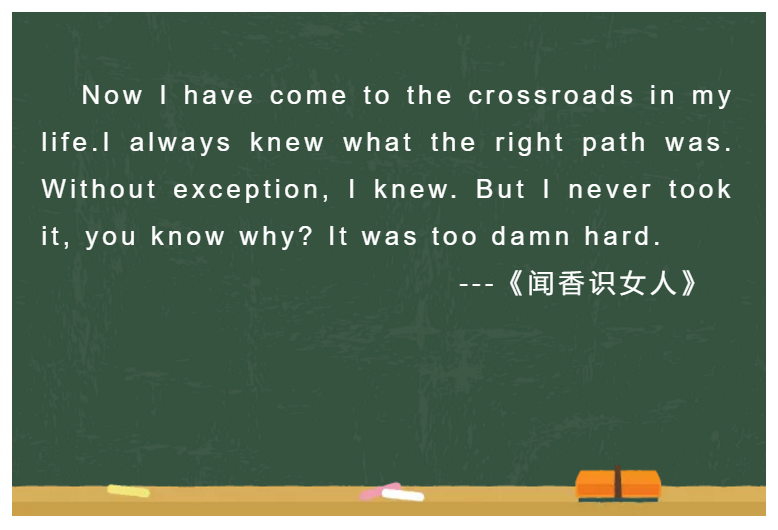 Now I have come to the crossroads in my
life.I always knew what the right path was.
Without exception, I knew. But I never took
it, you know why? It was too damn hard.
---《闻香识女人》